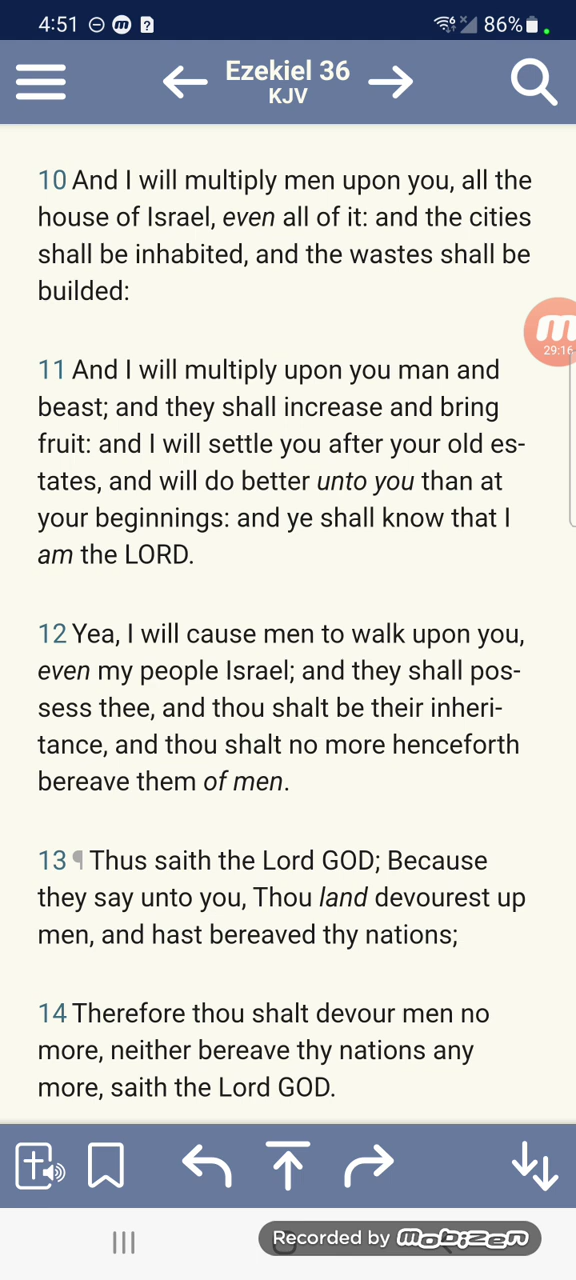 4:51 86%
Ezekiel 36
KJV
10 And I will multiply men upon you, all the
house of Israel, even all of it: and the cities
shall be inhabited, and the wastes shall be
builded:
29:16
11 And I will multiply upon you man and
beast; and they shall increase and bring
fruit: and I will settle you after your old es-
tates, and will do better unto you than at
your beginnings: and ye shall know that I
am the LORD.
12 Yea, I will cause men to walk upon you,
even my people Israel; and they shall pos-
sess thee, and thou shalt be their inheri-
tance, and thou shalt no more henceforth
bereave them of men.
13 ¶ Thus saith the Lord GOD; Because
they say unto you, Thou land devourest up
men, and hast bereaved thy nations;
14 Therefore thou shalt devour men no
more, neither bereave thy nations any
more, saith the Lord GOD.
Recorded by MOBIZEN